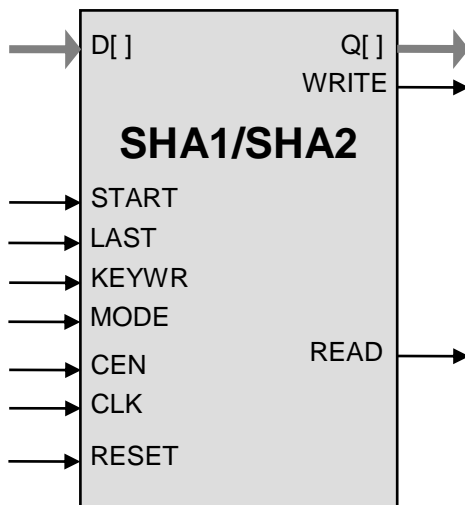 D[ ] Q[ ]
WRITE
SHA1/SHA2
START
LAST
KEYWR
MODE
READ
CEN
CLK
RESET